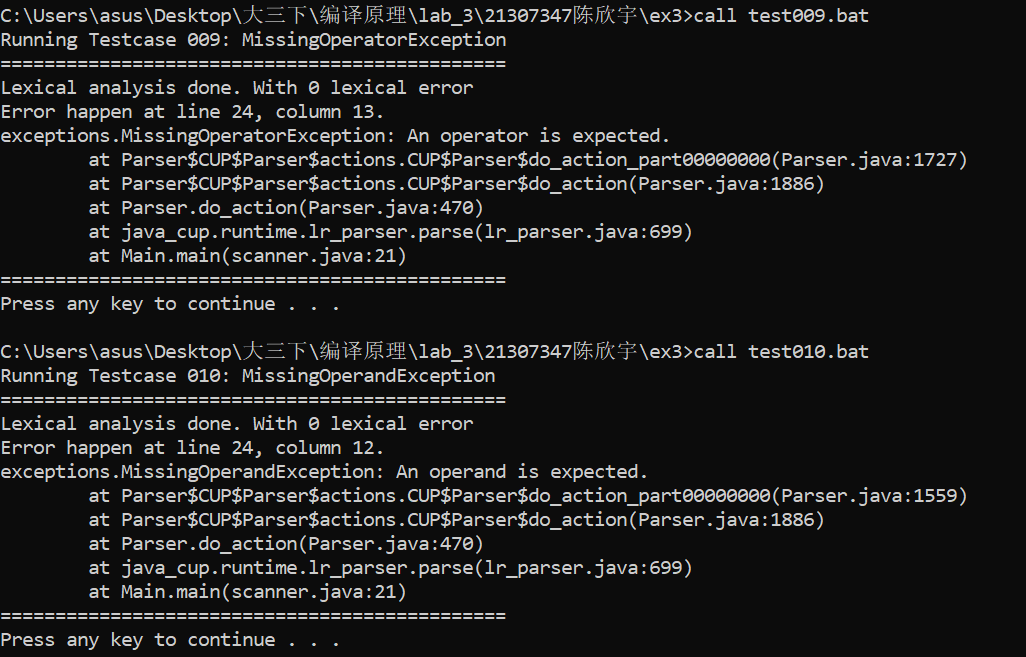 C:\Users\asus\Desktop\大三下\编译原理\lab_3\21307347陈欣宇\ex3>call test009.bat
Running Testcase 009: MissingOperatorException
==============================================
Lexical analysis done. With 0 lexical error
Error happen at line 24, column 13.
exceptions.MissingOperatorException: An operator is expected.
        at Parser$CUP$Parser$actions.CUP$Parser$do_action_part00000000(Parser.java:1727)
        at Parser$CUP$Parser$actions.CUP$Parser$do_action(Parser.java:1886)
        at Parser.do_action(Parser.java:470)
        at java_cup.runtime.lr_parser.parse(lr_parser.java:699)
        at Main.main(scanner.java:21)
==============================================
Press any key to continue . . .
C:\Users\asus\Desktop\大三下\编译原理\lab_3\21307347陈欣宇\ex3>call test010.bat
Running Testcase 010: MissingOperandException
==============================================
Lexical analysis done. With 0 lexical error
Error happen at line 24, column 12.
exceptions.MissingOperandException: An operand is expected.
        at Parser$CUP$Parser$actions.CUP$Parser$do_action_part00000000(Parser.java:1559)
        at Parser$CUP$Parser$actions.CUP$Parser$do_action(Parser.java:1886)
        at Parser.do_action(Parser.java:470)
        at java_cup.runtime.lr_parser.parse(lr_parser.java:699)
        at Main.main(scanner.java:21)
==============================================
Press any key to continue . . .